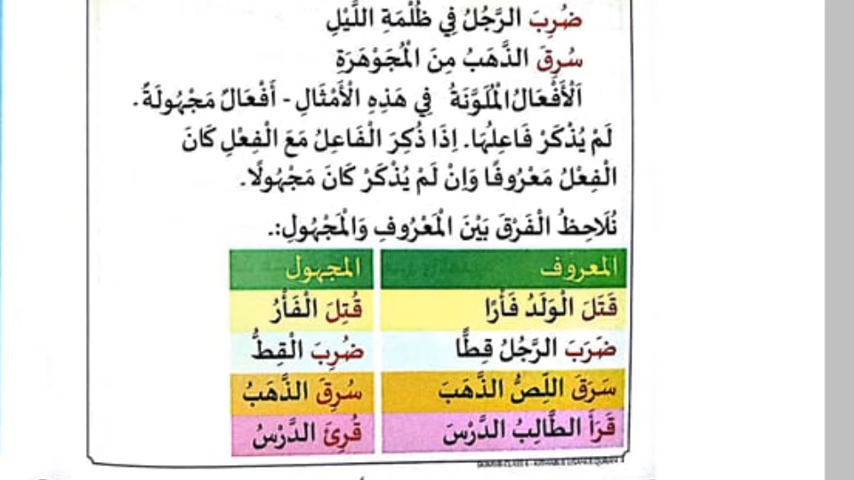 ضُرِبَ الرَّجُلُ فِي ظُلْمَةِ اللَّيْلِ
سُرِقَ الذَّهَبُ مِنَ الْمُجَوْهَرَةِ
اَلْأَفْعَالُ الْمُلَوَّنَةُ فِي هَذِهِ الْأَمْثَالِ - أَفْعَالٌ مَجْهُولَةٌ.
لَمْ يُذْكَرْ فَاعِلُهَا. اِذَا ذُكِرَ الْفَاعِلُ مَعَ الْفِعْلِ كَانَ
الْفِعْلُ مَعْرُوفًا وَاِنْ لَمْ يُذْكَرْ كَانَ مَجْهُولًا.
نُلَاحِظُ الْفَرْقَ بَيْنَ الْمَعْرُوفِ وَالْمَجْهُولِ:.
المعروف المجهول
قَتَلَ الْوَلَدُ فَأْرًا قُتِلَ الْفَأْرُ
ضَرَبَ الرَّجُلُ قِطًّا ضُرِبَ الْقِطُّ
سَرَقَ اللِّصُّ الذَّهَبَ سُرِقَ الذَّهَبُ
قَرَأَ الطَّالِبُ الدَّرْسَ قُرِئَ الدَّرْسُ